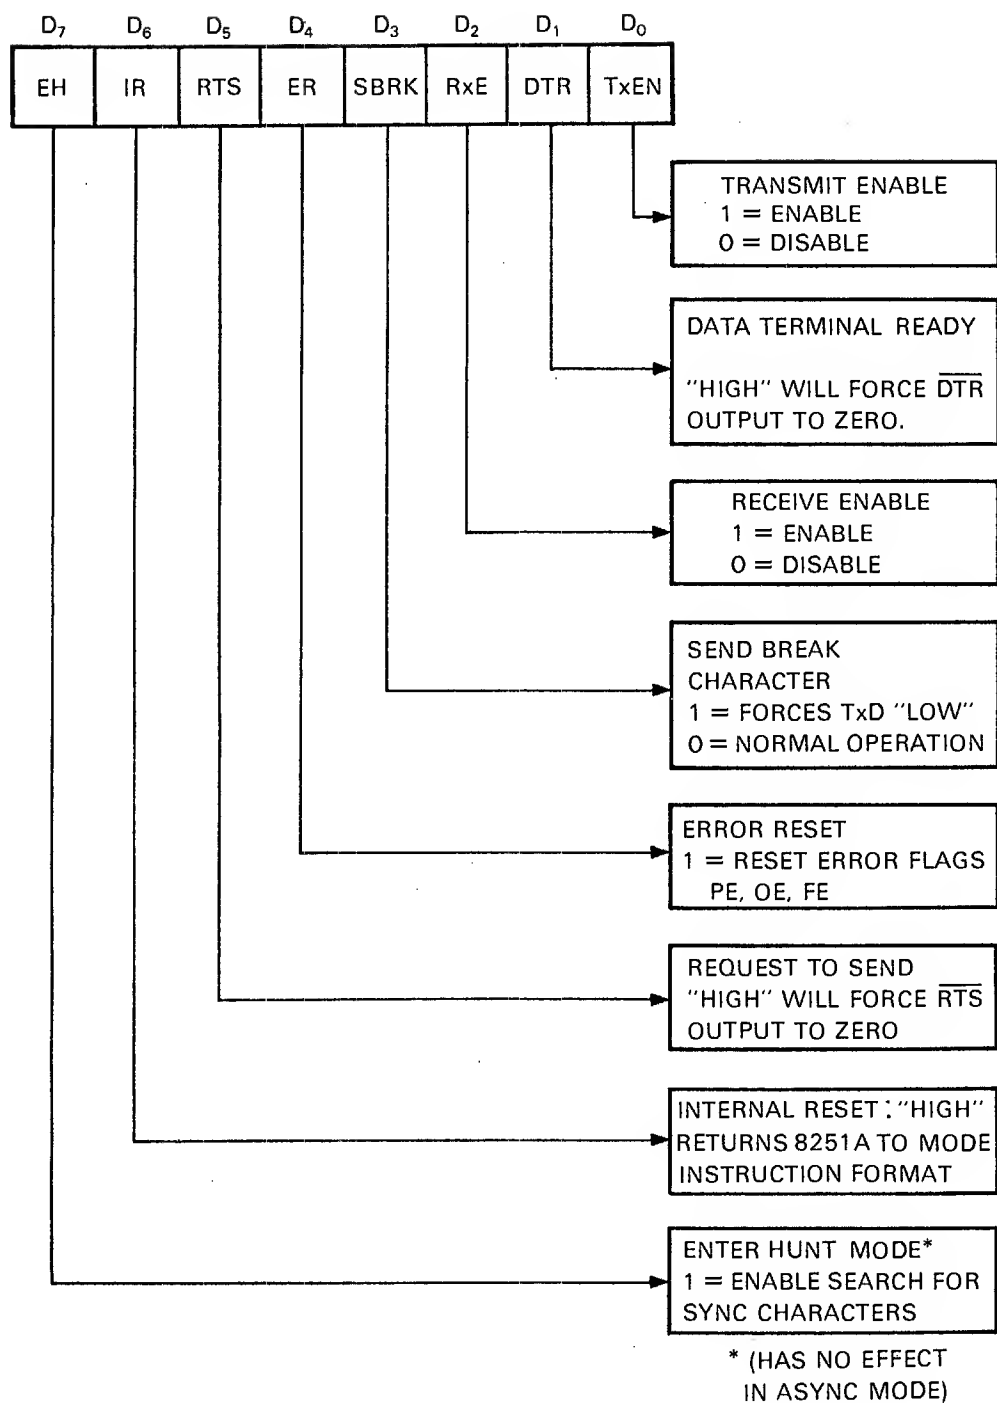 D7 D6 D5 D4 D3 D2 D1 D0
EH IR RTS ER SBRK RxE DTR TxEN
TRANSMIT ENABLE
1 = ENABLE
0 = DISABLE
DATA TERMINAL READY
"HIGH" WILL FORCE D̅T̅R̅
OUTPUT TO ZERO.
RECEIVE ENABLE
1 = ENABLE
0 = DISABLE
SEND BREAK
CHARACTER
1 = FORCES TxD "LOW"
0 = NORMAL OPERATION
ERROR RESET
1 = RESET ERROR FLAGS
PE, OE, FE
REQUEST TO SEND
"HIGH" WILL FORCE R̅T̅S̅
OUTPUT TO ZERO
INTERNAL RESET: "HIGH"
RETURNS 8251A TO MODE
INSTRUCTION FORMAT
ENTER HUNT MODE*
1 = ENABLE SEARCH FOR
SYNC CHARACTERS
* (HAS NO EFFECT
IN ASYNC MODE)